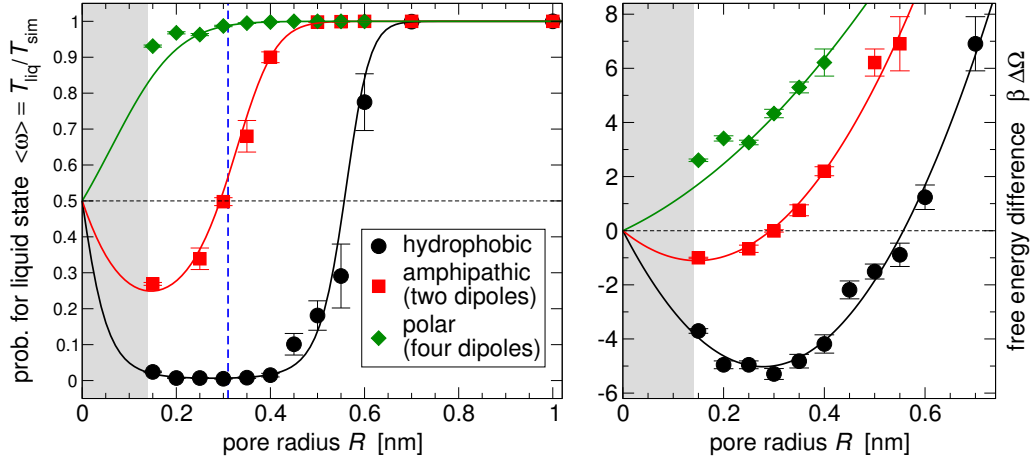 prob. for liquid state <ω> = T_liq/T_sim
1
0.9
0.8
0.7
0.6
0.5
0.4
0.3
0.2
0.1
0
hydrophobic
amphipathic
(two dipoles)
polar
(four dipoles)
0 0.2 0.4 0.6 0.8 1
pore radius R [nm]
8
6
4
2
0
-2
-4
-6
0 0.2 0.4 0.6
pore radius R [nm]
free energy difference β ΔΩ